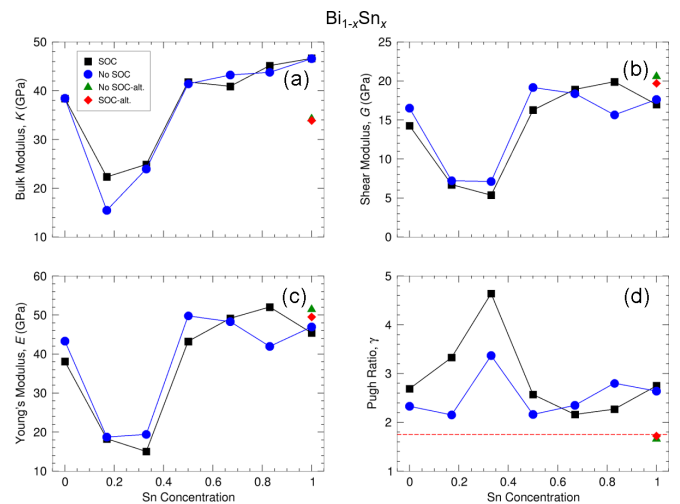 Bi1-xSnx
50
40
30
20
10
Bulk Modulus, K (GPa)
SOC
No SOC
No SOC-alt.
SOC-alt.
(a)
25
20
15
10
5
0
Shear Modulus, G (GPa)
(b)
60
50
40
30
20
10
Young's Modulus, E (GPa)
(c)
0 0.2 0.4 0.6 0.8 1
Sn Concentration
5
4
3
2
1
Pugh Ratio, γ
(d)
0 0.2 0.4 0.6 0.8 1
Sn Concentration